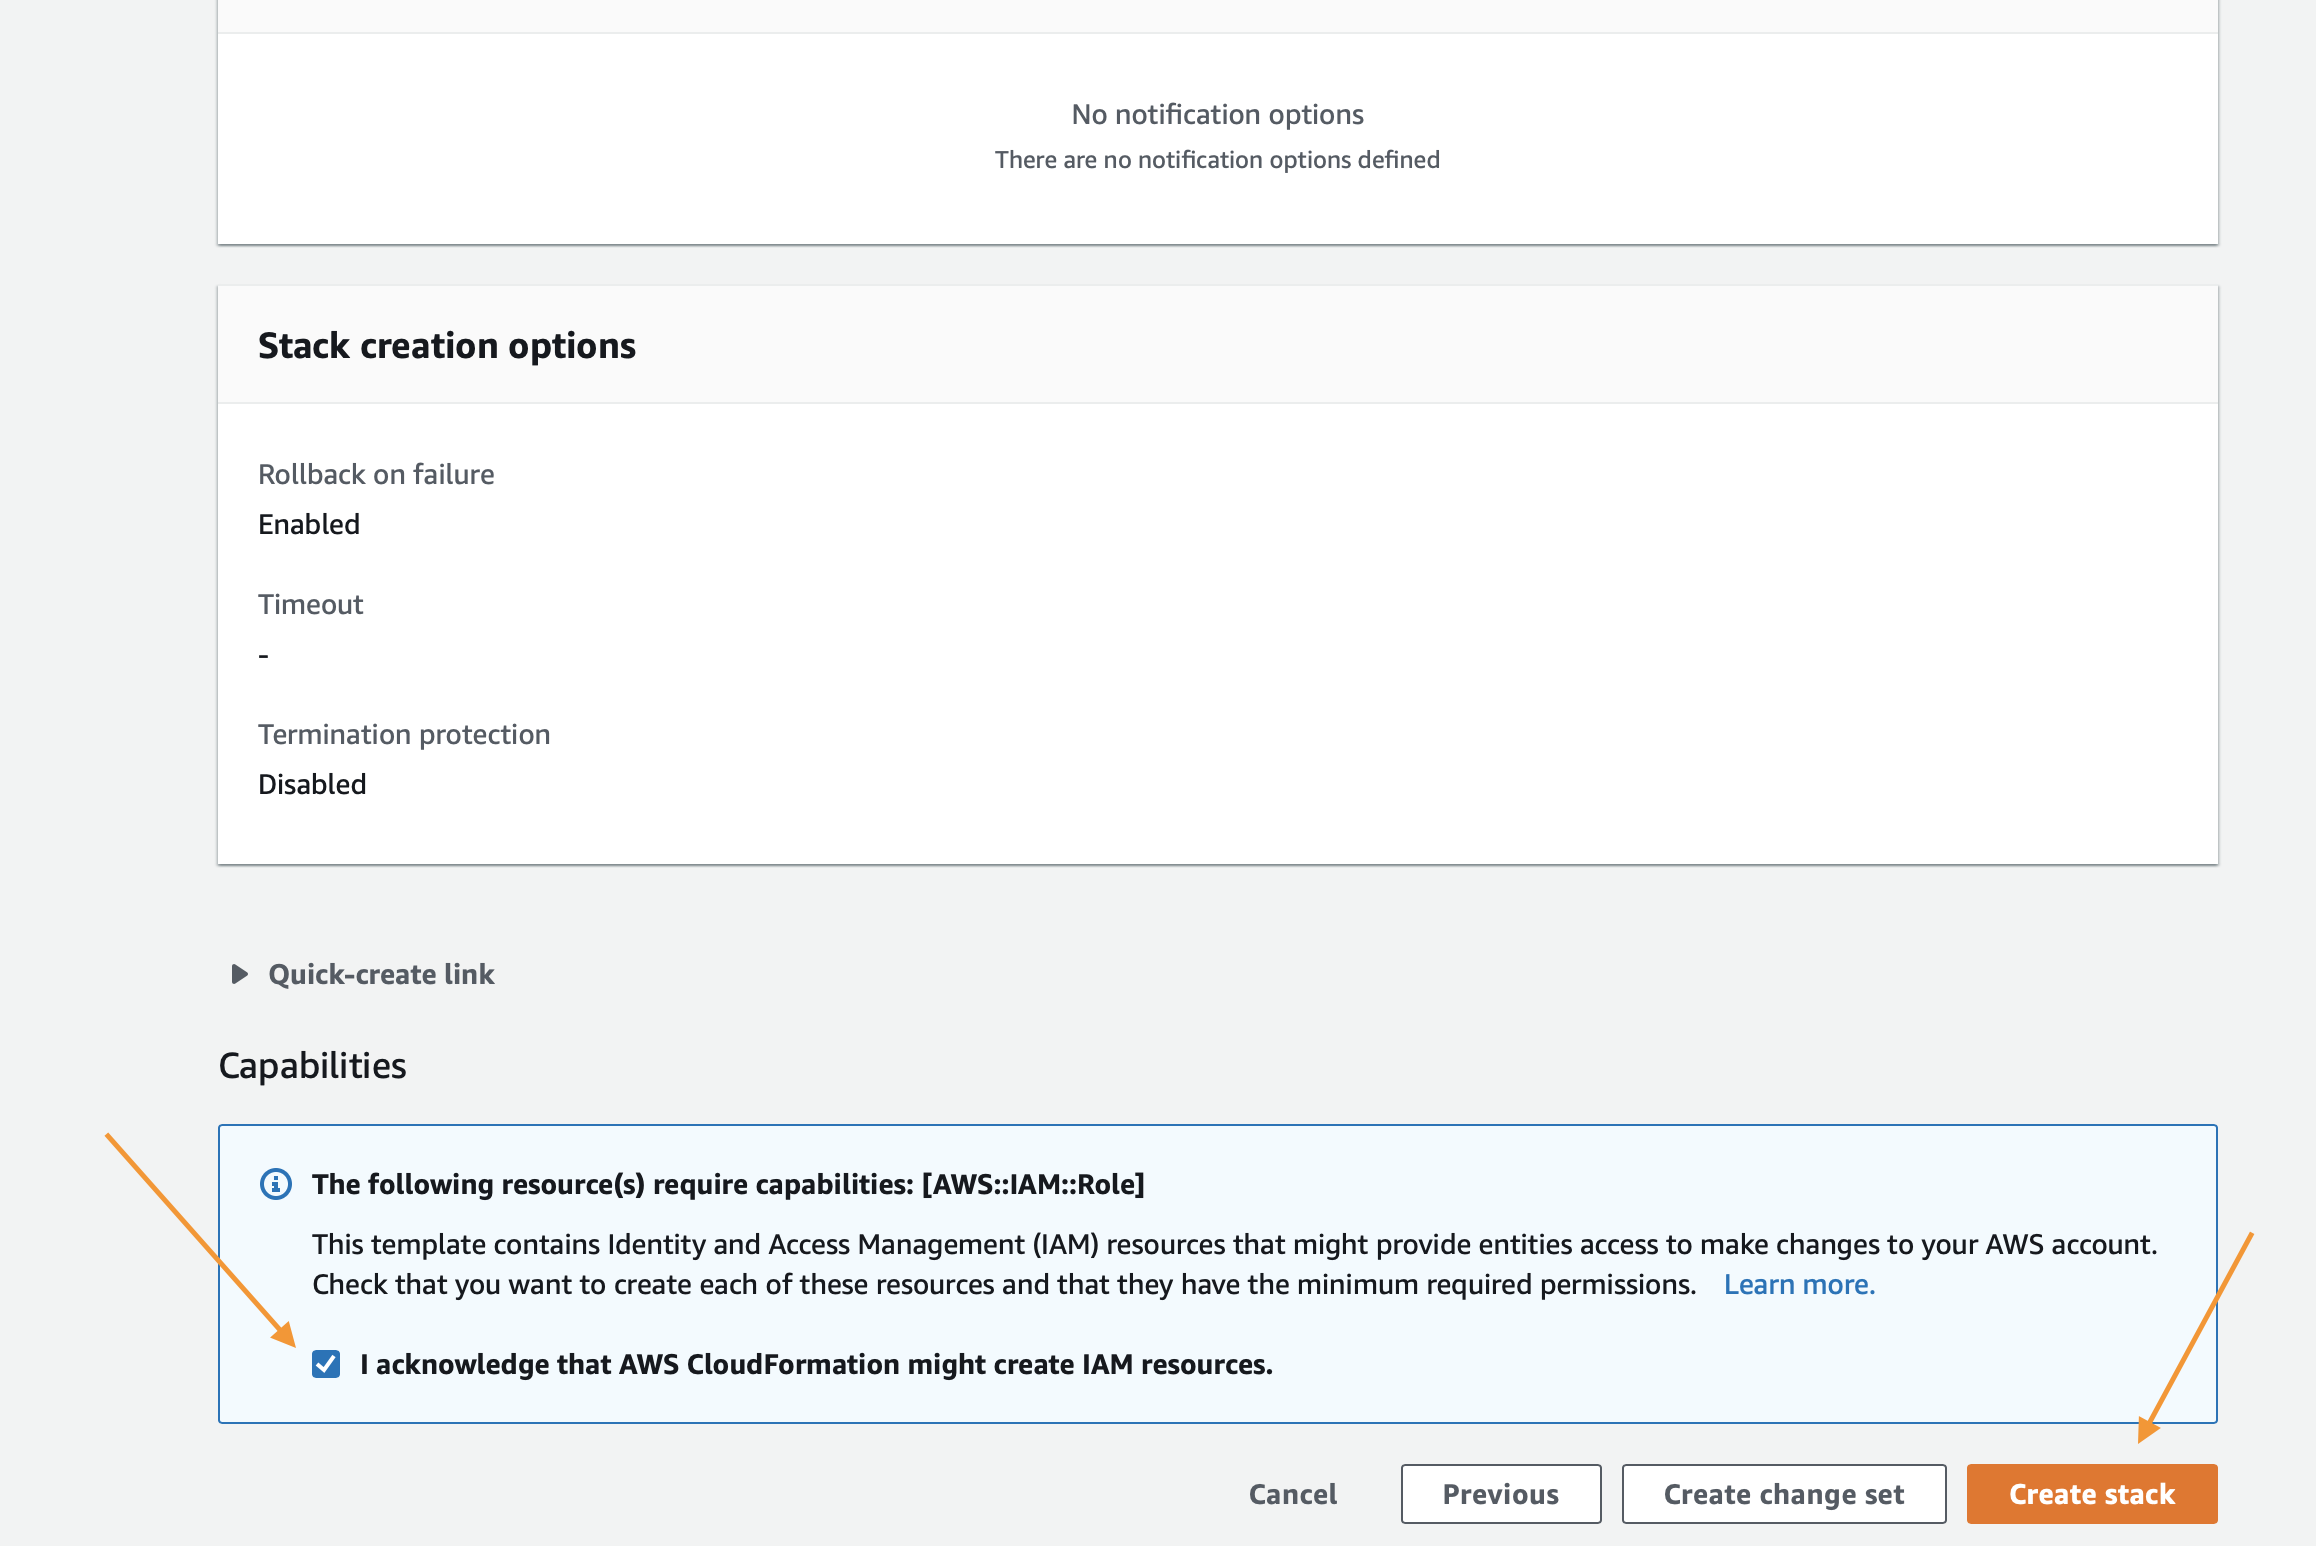 No notification options
There are no notification options defined
Stack creation options
Rollback on failure
Enabled
Timeout
-
Termination protection
Disabled
Quick-create link
Capabilities
The following resource(s) require capabilities: [AWS::IAM::Role]
This template contains Identity and Access Management (IAM) resources that might provide entities access to make changes to your AWS account.
Check that you want to create each of these resources and that they have the minimum required permissions. Learn more.
I acknowledge that AWS CloudFormation might create IAM resources.
Cancel Previous Create change set Create stack